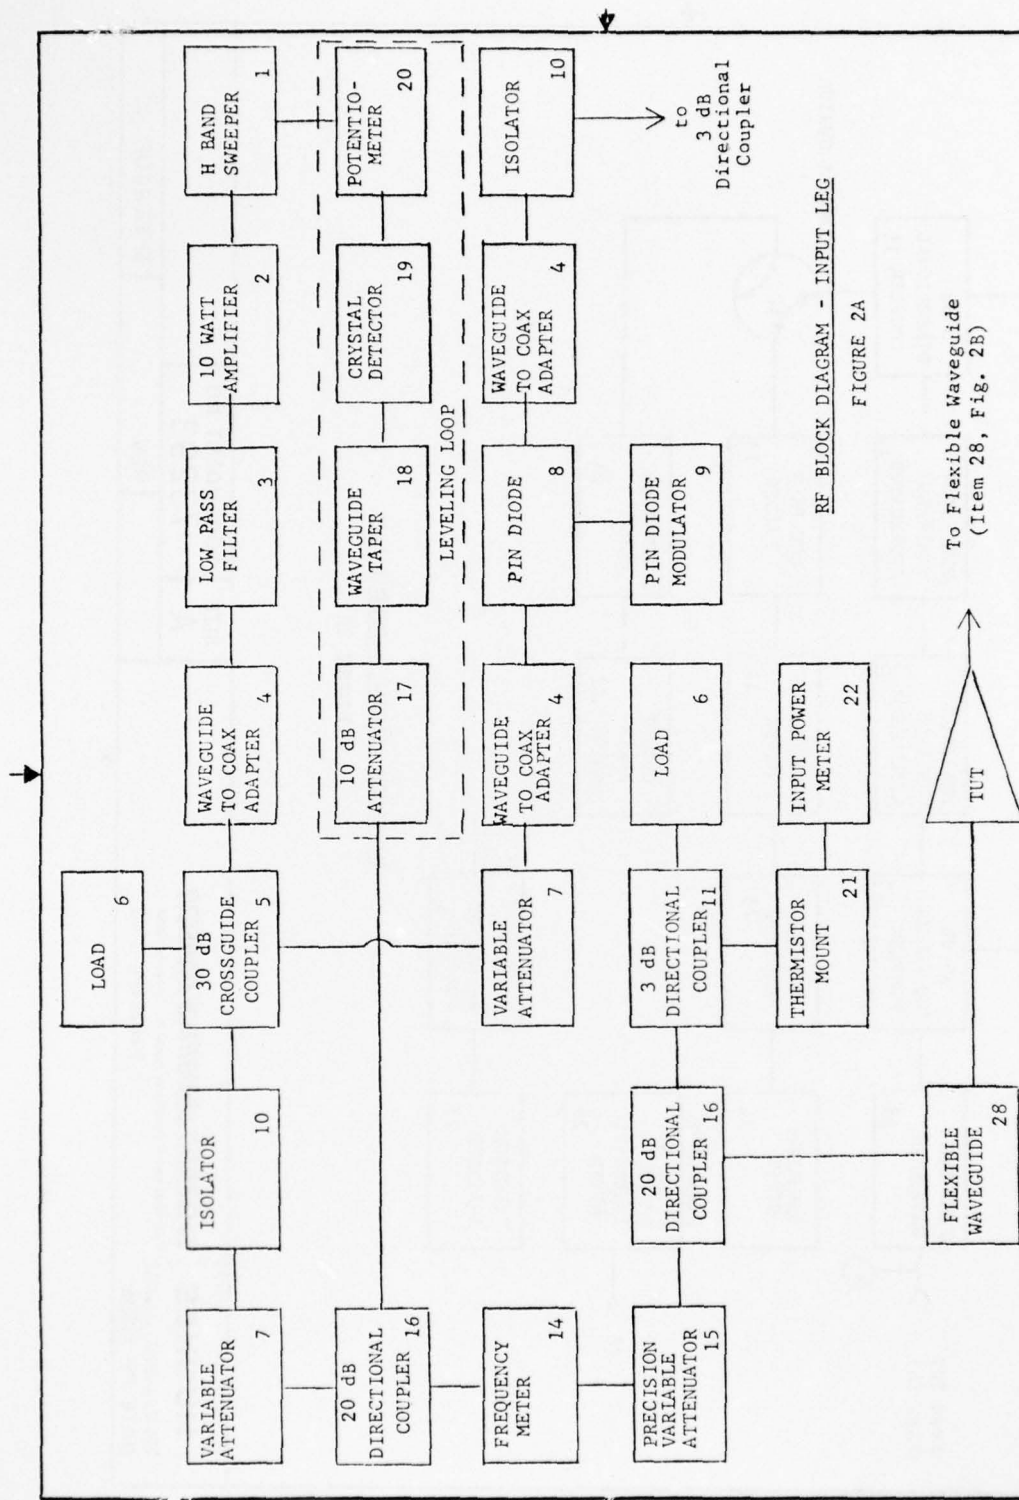 LOAD
6
VARIABLE
ATTENUATOR
7
ISOLATOR
10
30 dB
CROSSGUIDE
COUPLER
5
WAVEGUIDE
TO COAX
ADAPTER
4
LOW PASS
FILTER
3
10 WATT
AMPLIFIER
2
H BAND
SWEEPER
1
20 dB
DIRECTIONAL
COUPLER
16
10 dB
ATTENUATOR
17
WAVEGUIDE
TAPER
18
CRYSTAL
DETECTOR
19
POTENTIO-
METER
20
LEVELING LOOP
FREQUENCY
METER
14
VARIABLE
ATTENUATOR
7
WAVEGUIDE
TO COAX
ADAPTER
4
PIN DIODE
8
WAVEGUIDE
TO COAX
ADAPTER
4
ISOLATOR
10
PRECISION
VARIABLE
ATTENUATOR
15
20 dB
DIRECTIONAL
COUPLER
16
3 dB
DIRECTIONAL
COUPLER
11
LOAD
6
PIN DIODE
MODULATOR
9
to
3 dB
Directional
Coupler
THERMISTOR
MOUNT
21
INPUT POWER
METER
22
RF BLOCK DIAGRAM - INPUT LEG
FIGURE 2A
FLEXIBLE
WAVEGUIDE
28
TUT
To Flexible Waveguide
(Item 28, Fig. 2B)